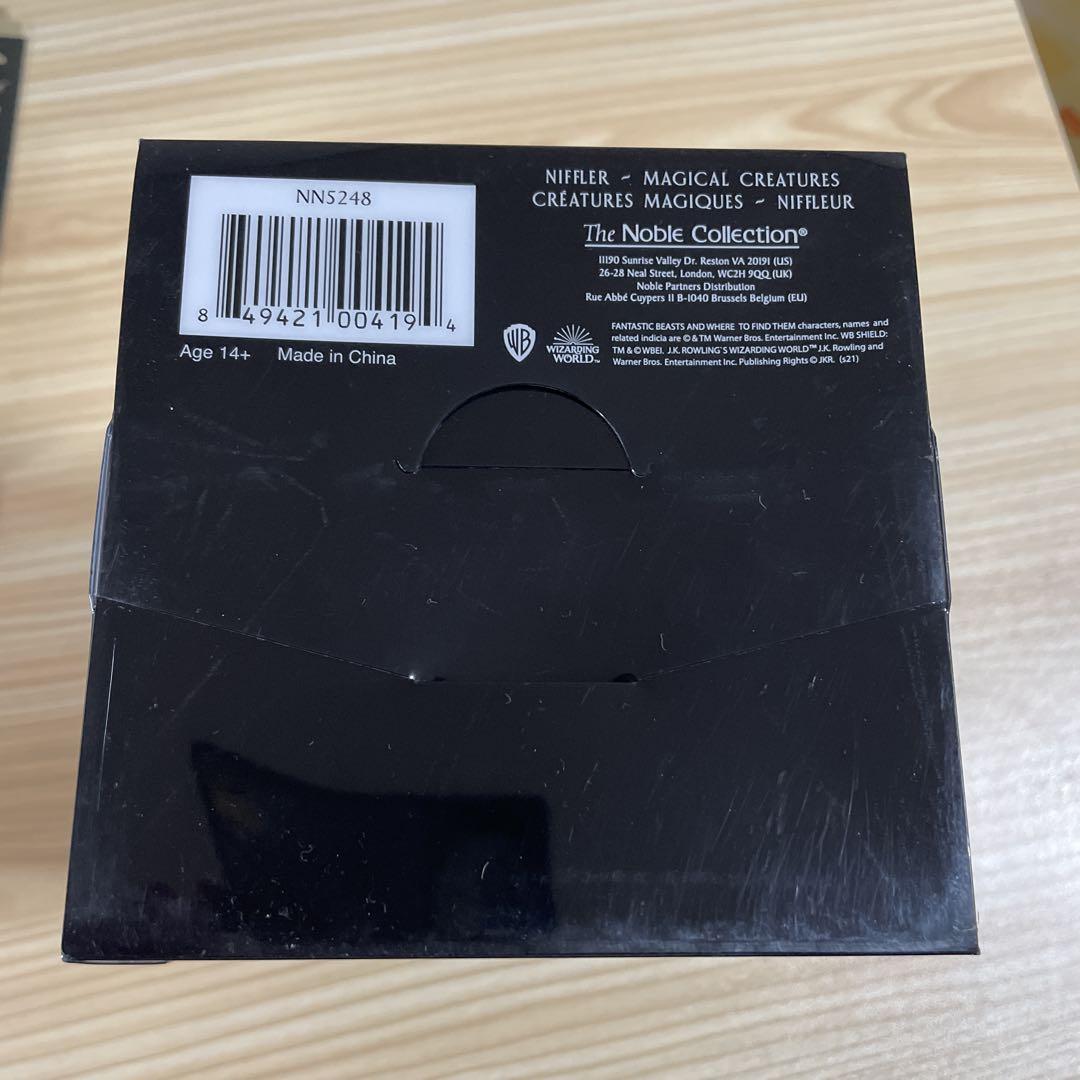 NN5248
8 49421 00419 4
Age 14+ Made in China
NIFFLER ~ MAGICAL CREATURES
CRÉATURES MAGIQUES ~ NIFFLEUR
The Noble Collection®
11190 Sunrise Valley Dr. Reston VA 20191 (US)
26-28 Neal Street, London, WC2H 9QQ (UK)
Noble Partners Distribution
Rue Abbé Cuypers 11 B-1040 Brussels Belgium (EU)
WB
WIZARDING
WORLD™
FANTASTIC BEASTS AND WHERE TO FIND THEM characters, names and
related indicia are © & TM Warner Bros. Entertainment Inc. WB SHIELD:
TM & © WBEI. J.K. ROWLING'S WIZARDING WORLD™ J.K. Rowling and
Warner Bros. Entertainment Inc. Publishing Rights © JKR. (s21)